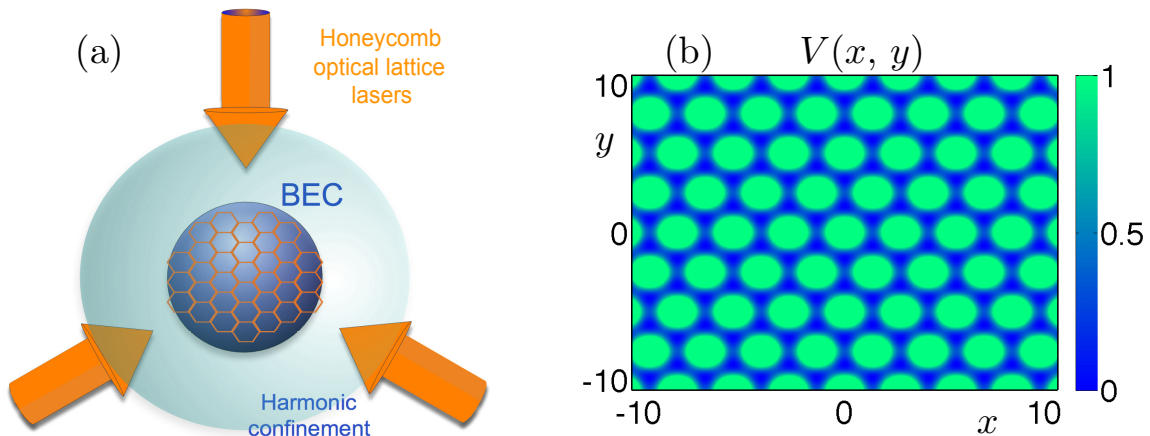 (a)
Honeycomb
optical lattice
lasers
BEC
Harmonic
confinement
(b)
V(x, y)
10
y
0
-10
-10
0
x
10
1
0.5
0